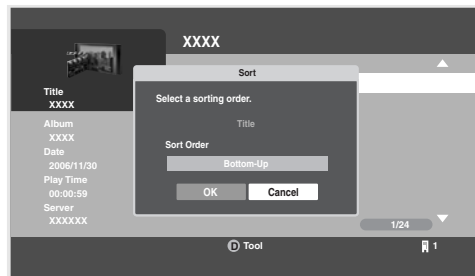 XXXX
Title
XXXX
Album
XXXX
Date
2006/11/30
Play Time
00:00:59
Server
XXXXXX
Sort
Select a sorting order.
Title
Sort Order
Bottom-Up
OK Cancel
1/24
D Tool
1